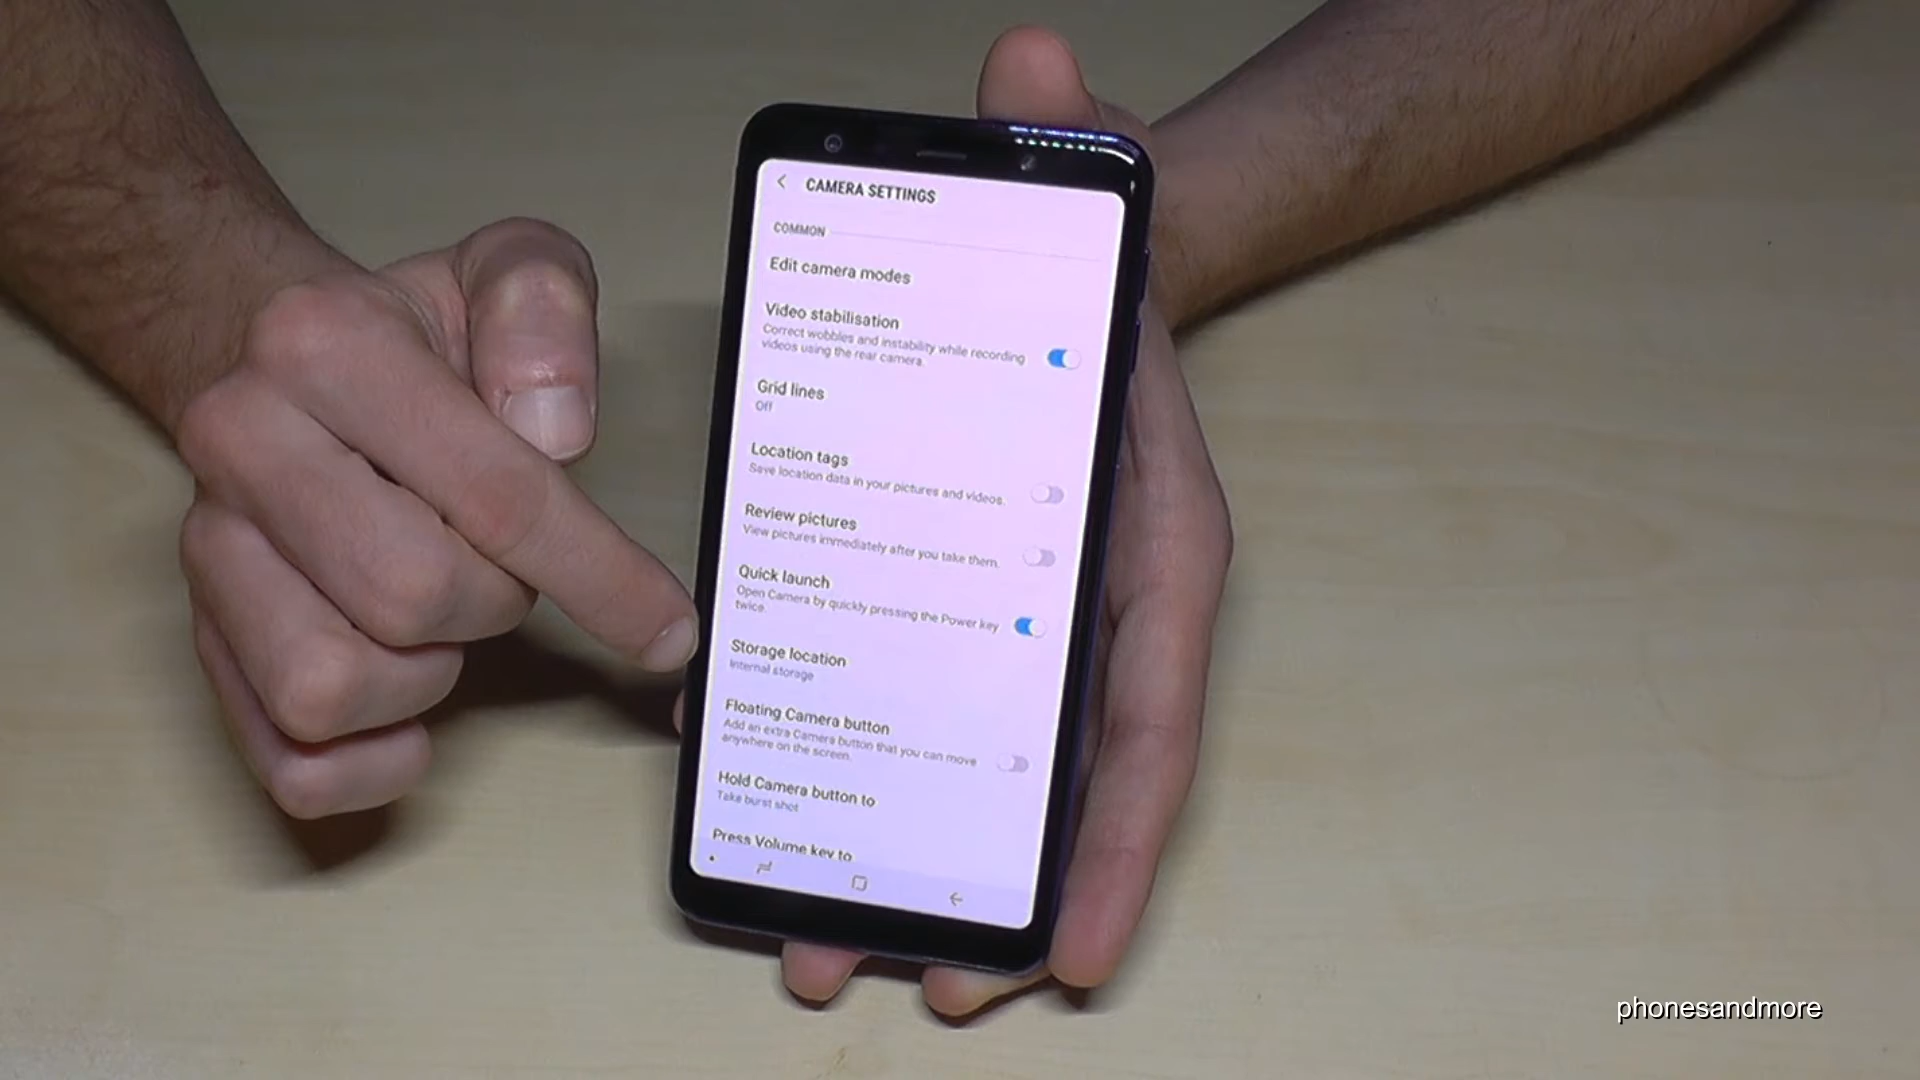 CAMERA SETTINGS
COMMON
Edit camera modes
Video stabilisation
Correct wobbles and instability while recording
videos using the rear camera.
Grid lines
Off
Location tags
Save location data in your pictures and videos.
Review pictures
View pictures immediately after you take them.
Quick launch
Open Camera by quickly pressing the Power key
twice.
Storage location
Internal storage
Floating Camera button
Add an extra Camera button that you can move
anywhere on the screen.
Hold Camera button to
Take burst shot
Press Volume key to
phonesandmore